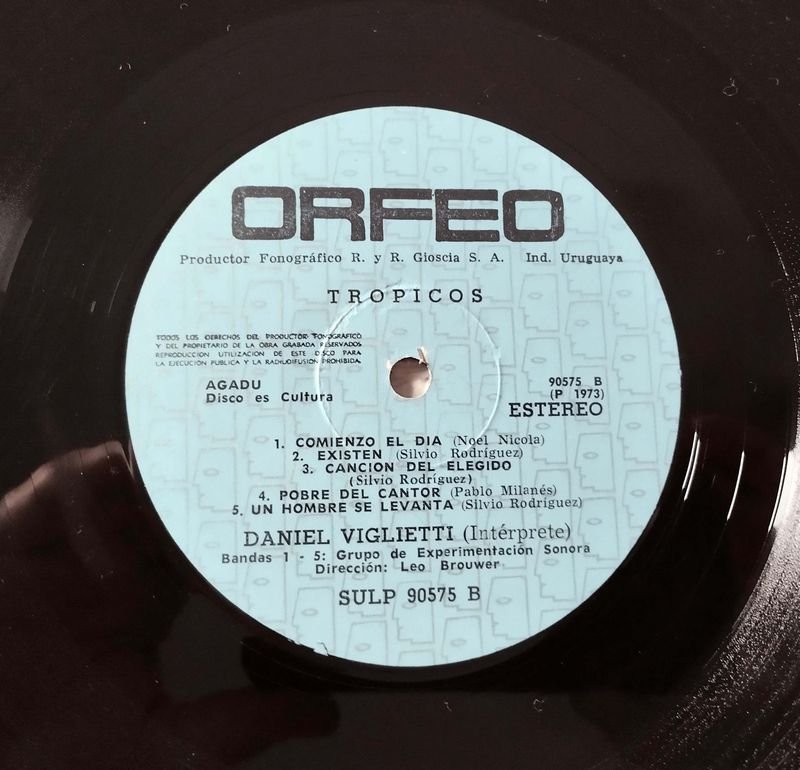 ORFEO
Productor Fonográfico R. y R. Gioscia S. A. Ind. Uruguaya
TROPICOS
TODOS LOS DERECHOS DEL PRODUCTOR FONOGRAFICO
Y DEL PROPIETARIO DE LA OBRA GRABADA RESERVADOS
REPRODUCCION UTILIZACION DE ESTE DISCO PARA
LA EJECUCION PUBLICA Y LA RADIODIFUSION PROHIBIDA.
AGADU
Disco es Cultura
90575 B
(P 1973)
ESTEREO
1. COMIENZO EL DIA (Noel Nicola)
2. EXISTEN (Silvio Rodríguez)
3. CANCION DEL ELEGIDO
(Silvio Rodríguez)
4. POBRE DEL CANTOR (Pablo Milanés)
5. UN HOMBRE SE LEVANTA (Silvio Rodríguez)
DANIEL VIGLIETTI (Intérprete)
Bandas 1 - 5: Grupo de Experimentación Sonora
Dirección: Leo Brouwer
SULP 90575 B